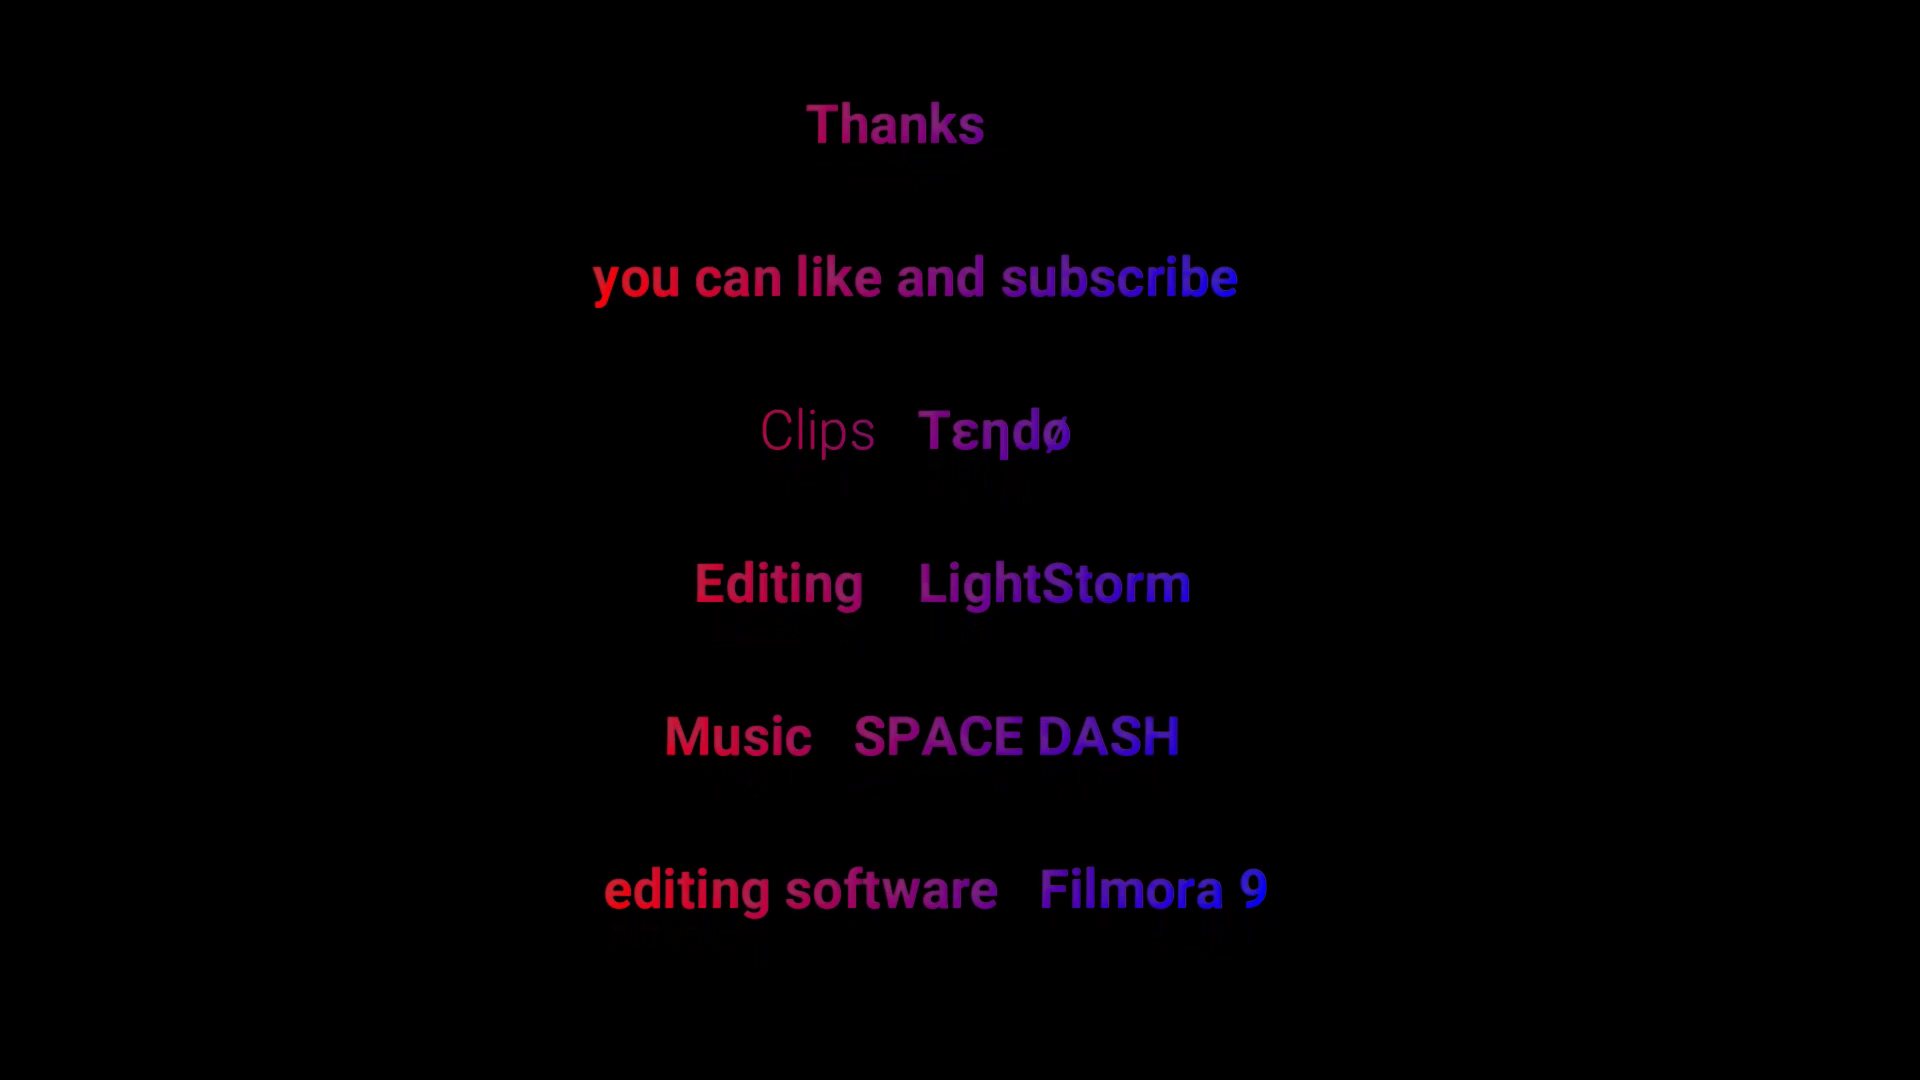 Thanks
you can like and subscribe
Clips Tεηdø
Editing LightStorm
Music SPACE DASH
editing software Filmora 9